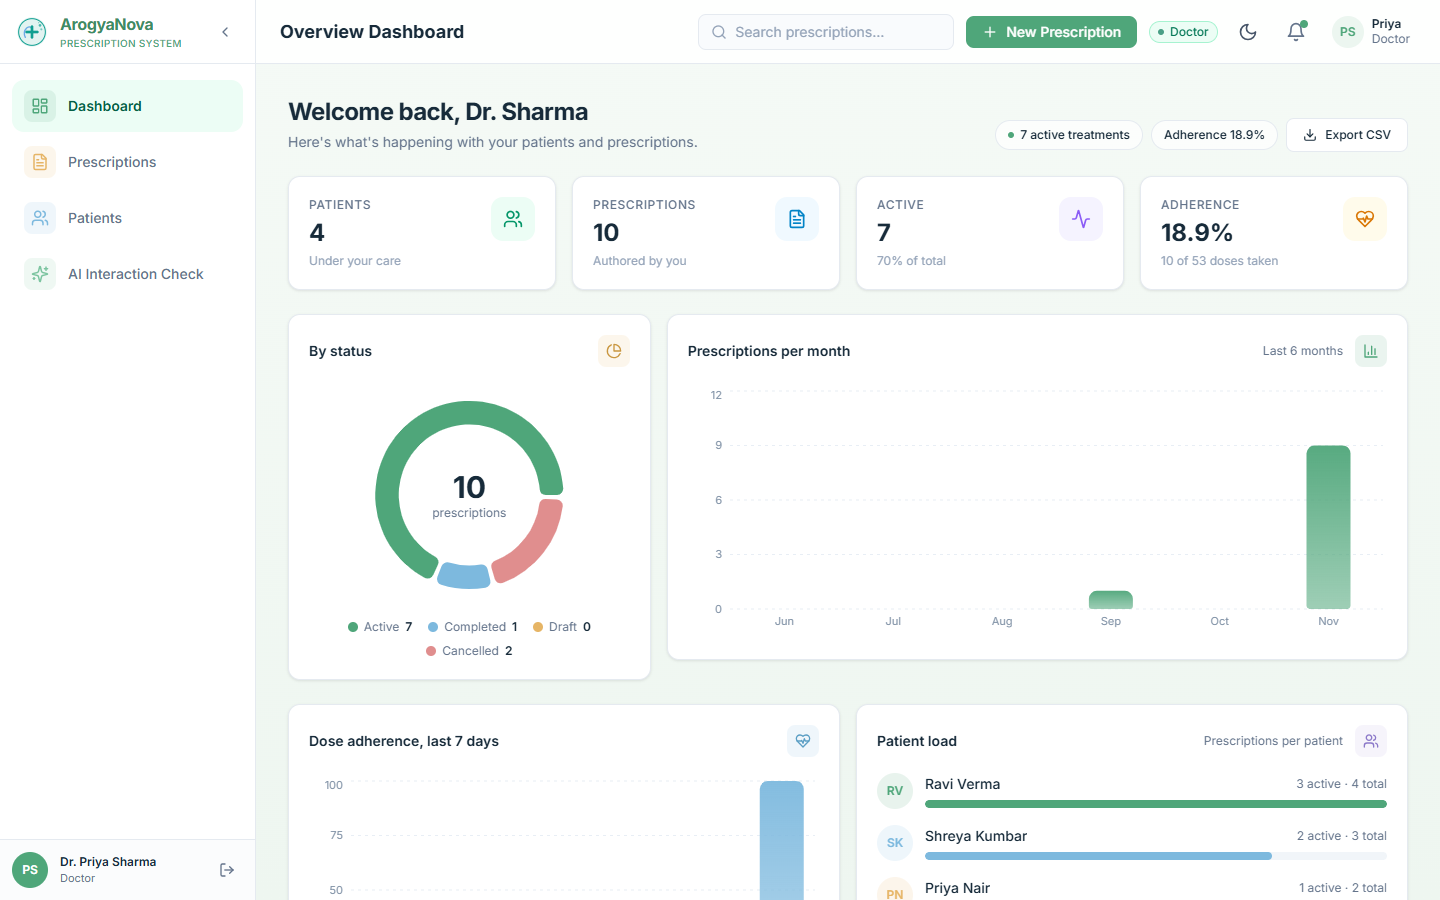 ArogyaNova
PRESCRIPTION SYSTEM
Dashboard
Prescriptions
Patients
AI Interaction Check
PS
Dr. Priya Sharma
Doctor
Overview Dashboard
Search prescriptions...
New Prescription
Doctor
PS
Priya
Doctor
Welcome back, Dr. Sharma
Here's what's happening with your patients and prescriptions.
7 active treatments
Adherence 18.9%
Export CSV
PATIENTS
4
Under your care
PRESCRIPTIONS
10
Authored by you
ACTIVE
7
70% of total
ADHERENCE
18.9%
10 of 53 doses taken
By status
10
prescriptions
Active 7
Completed 1
Draft 0
Cancelled 2
Prescriptions per month
Last 6 months
12
9
6
3
0
Jun
Jul
Aug
Sep
Oct
Nov
Dose adherence, last 7 days
100
75
50
Patient load
Prescriptions per patient
RV
Ravi Verma
3 active · 4 total
SK
Shreya Kumbar
2 active · 3 total
PN
Priya Nair
1 active · 2 total